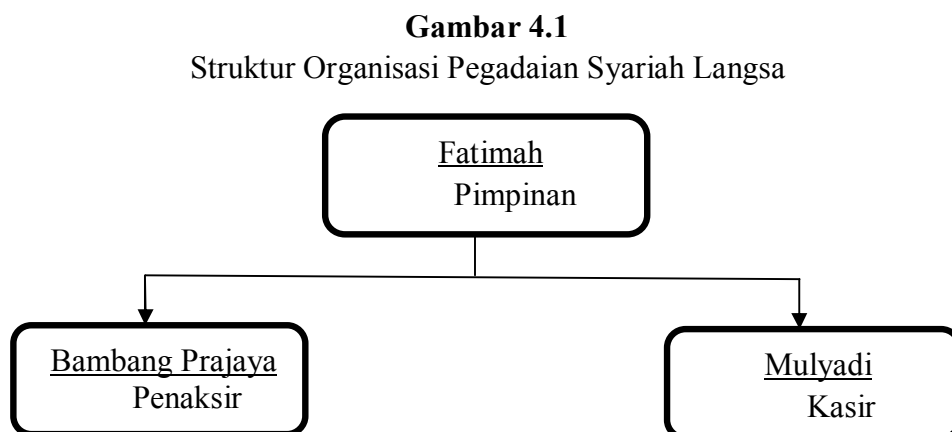 Gambar 4.1
Struktur Organisasi Pegadaian Syariah Langsa
Fatimah
Pimpinan
Bambang Prajaya
Penaksir
Mulyadi
Kasir